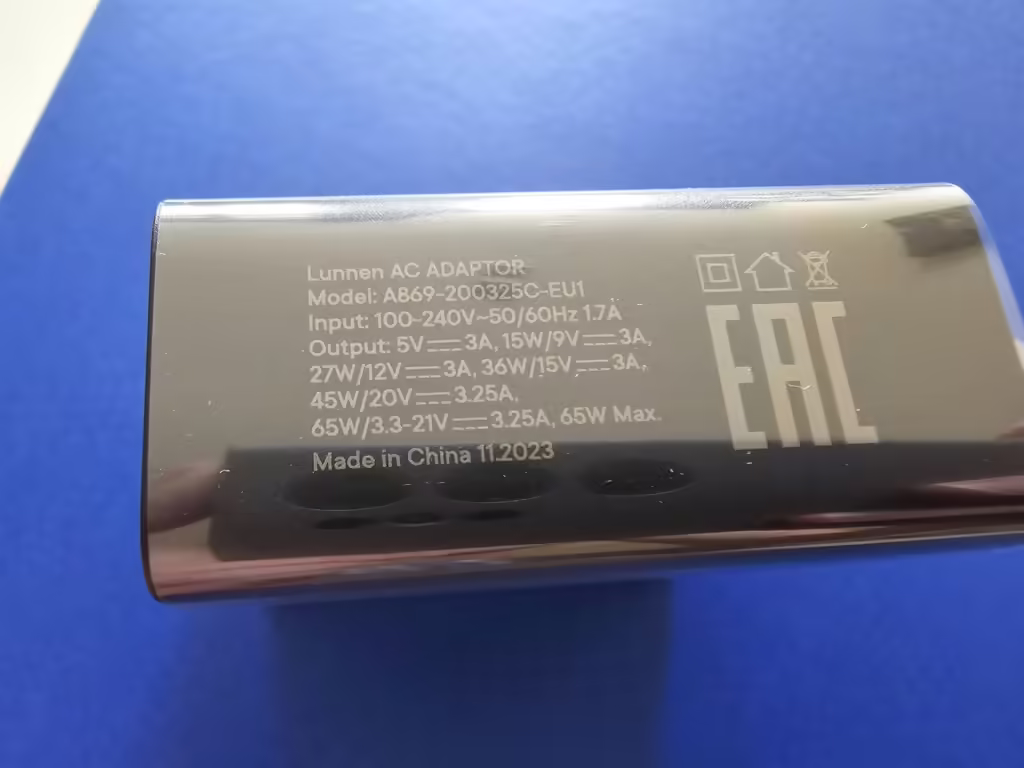 Lunnen AC ADAPTOR
Model: A869-200325C-EU1
Input: 100-240V~50/60Hz 1.7A
Output: 5V⎓3A, 15W/9V⎓3A,
27W/12V⎓3A, 36W/15V⎓3A,
45W/20V⎓3.25A,
65W/3.3-21V⎓3.25A, 65W Max.
Made in China 11.2023
EAC